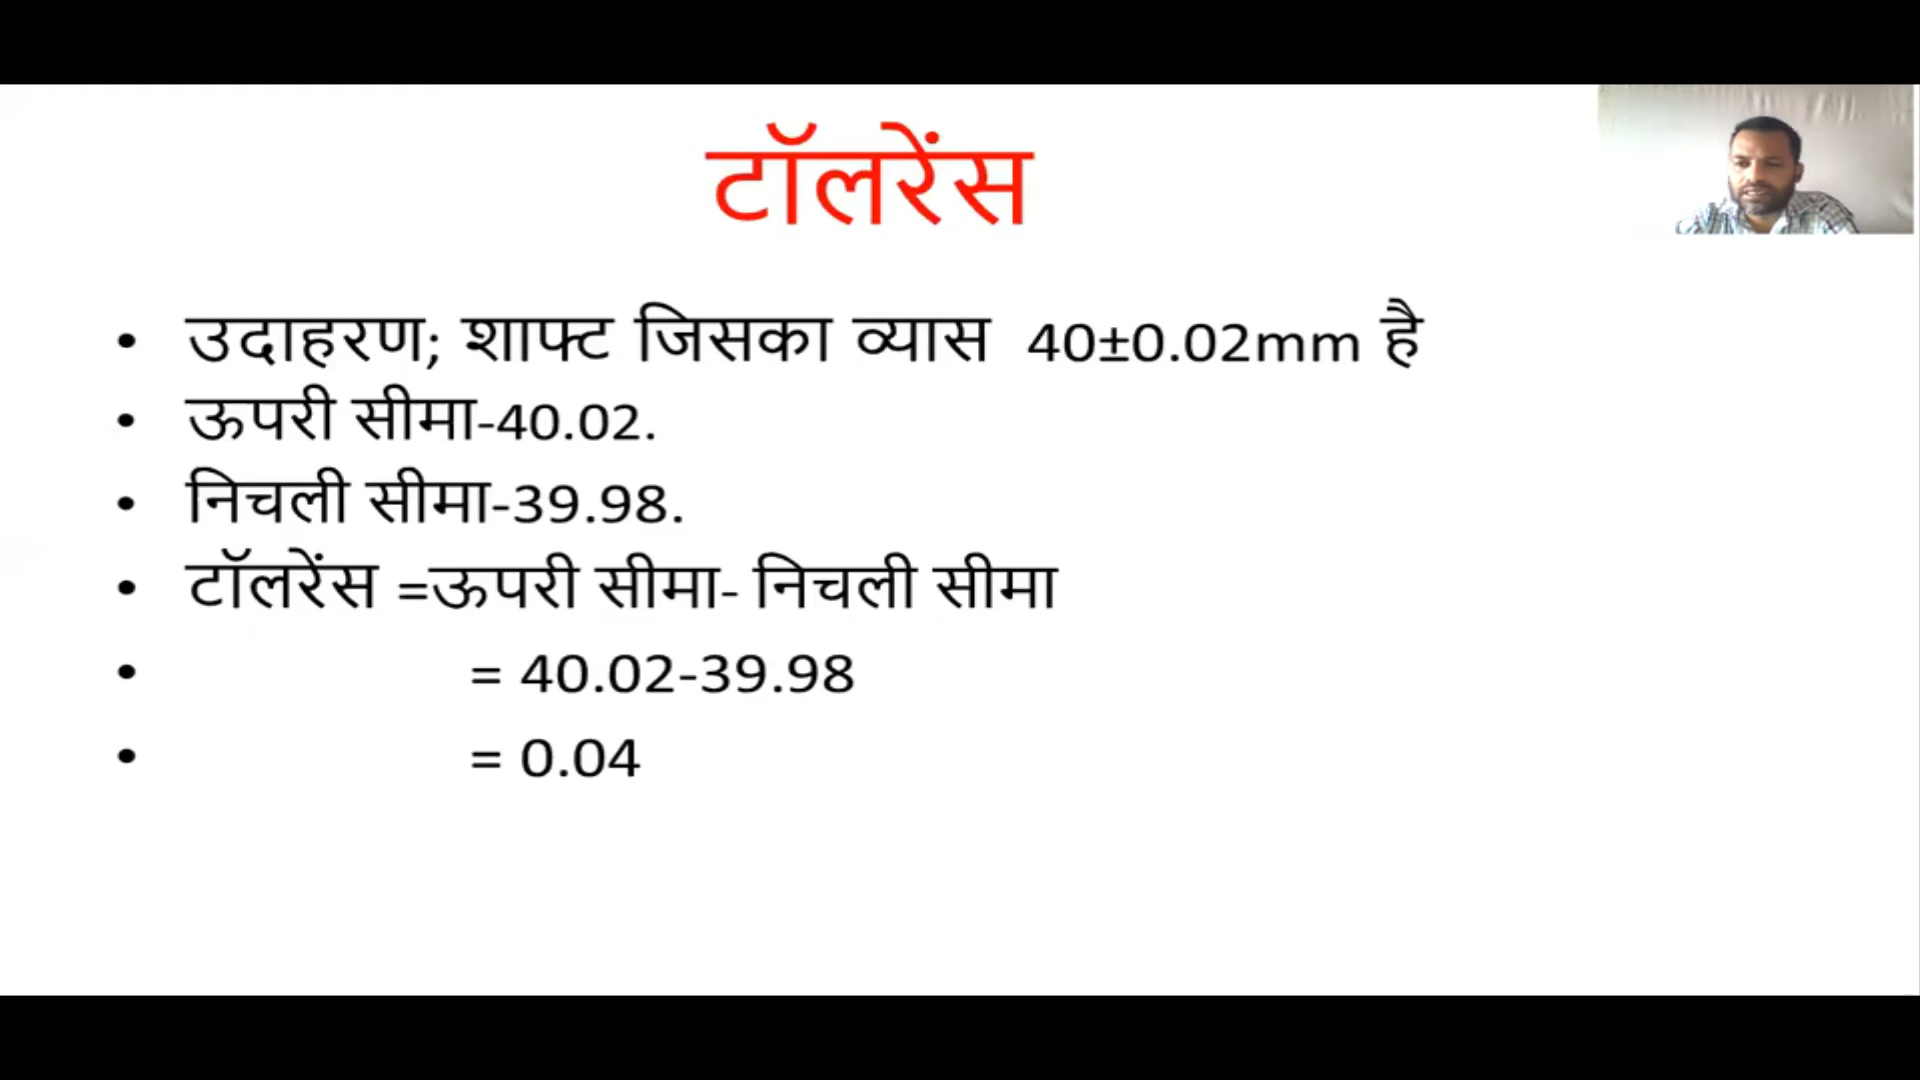 टॉलरेंस
• उदाहरण; शाफ्ट जिसका व्यास 40±0.02mm है
• ऊपरी सीमा-40.02.
• निचली सीमा-39.98.
• टॉलरेंस =ऊपरी सीमा- निचली सीमा
• = 40.02-39.98
• = 0.04